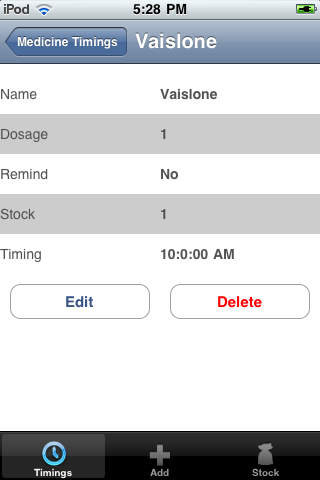 iPod 5:28 PM
Medicine Timings Vaislone
Name Vaislone
Dosage 1
Remind No
Stock 1
Timing 10:0:00 AM
Edit Delete
Timings Add Stock